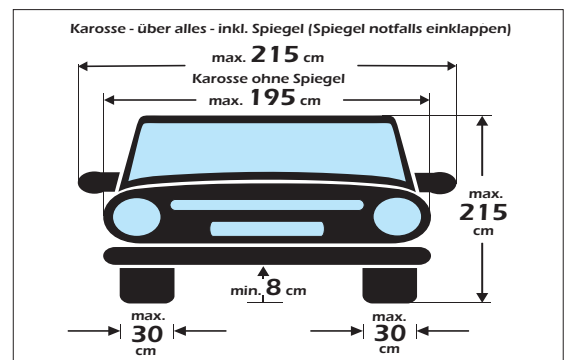 Karosse - über alles - inkl. Spiegel (Spiegel notfalls einklappen)
max. 215 cm
Karosse ohne Spiegel
max. 195 cm
max.
215
cm
min. 8 cm
max.
30
cm
max.
30
cm